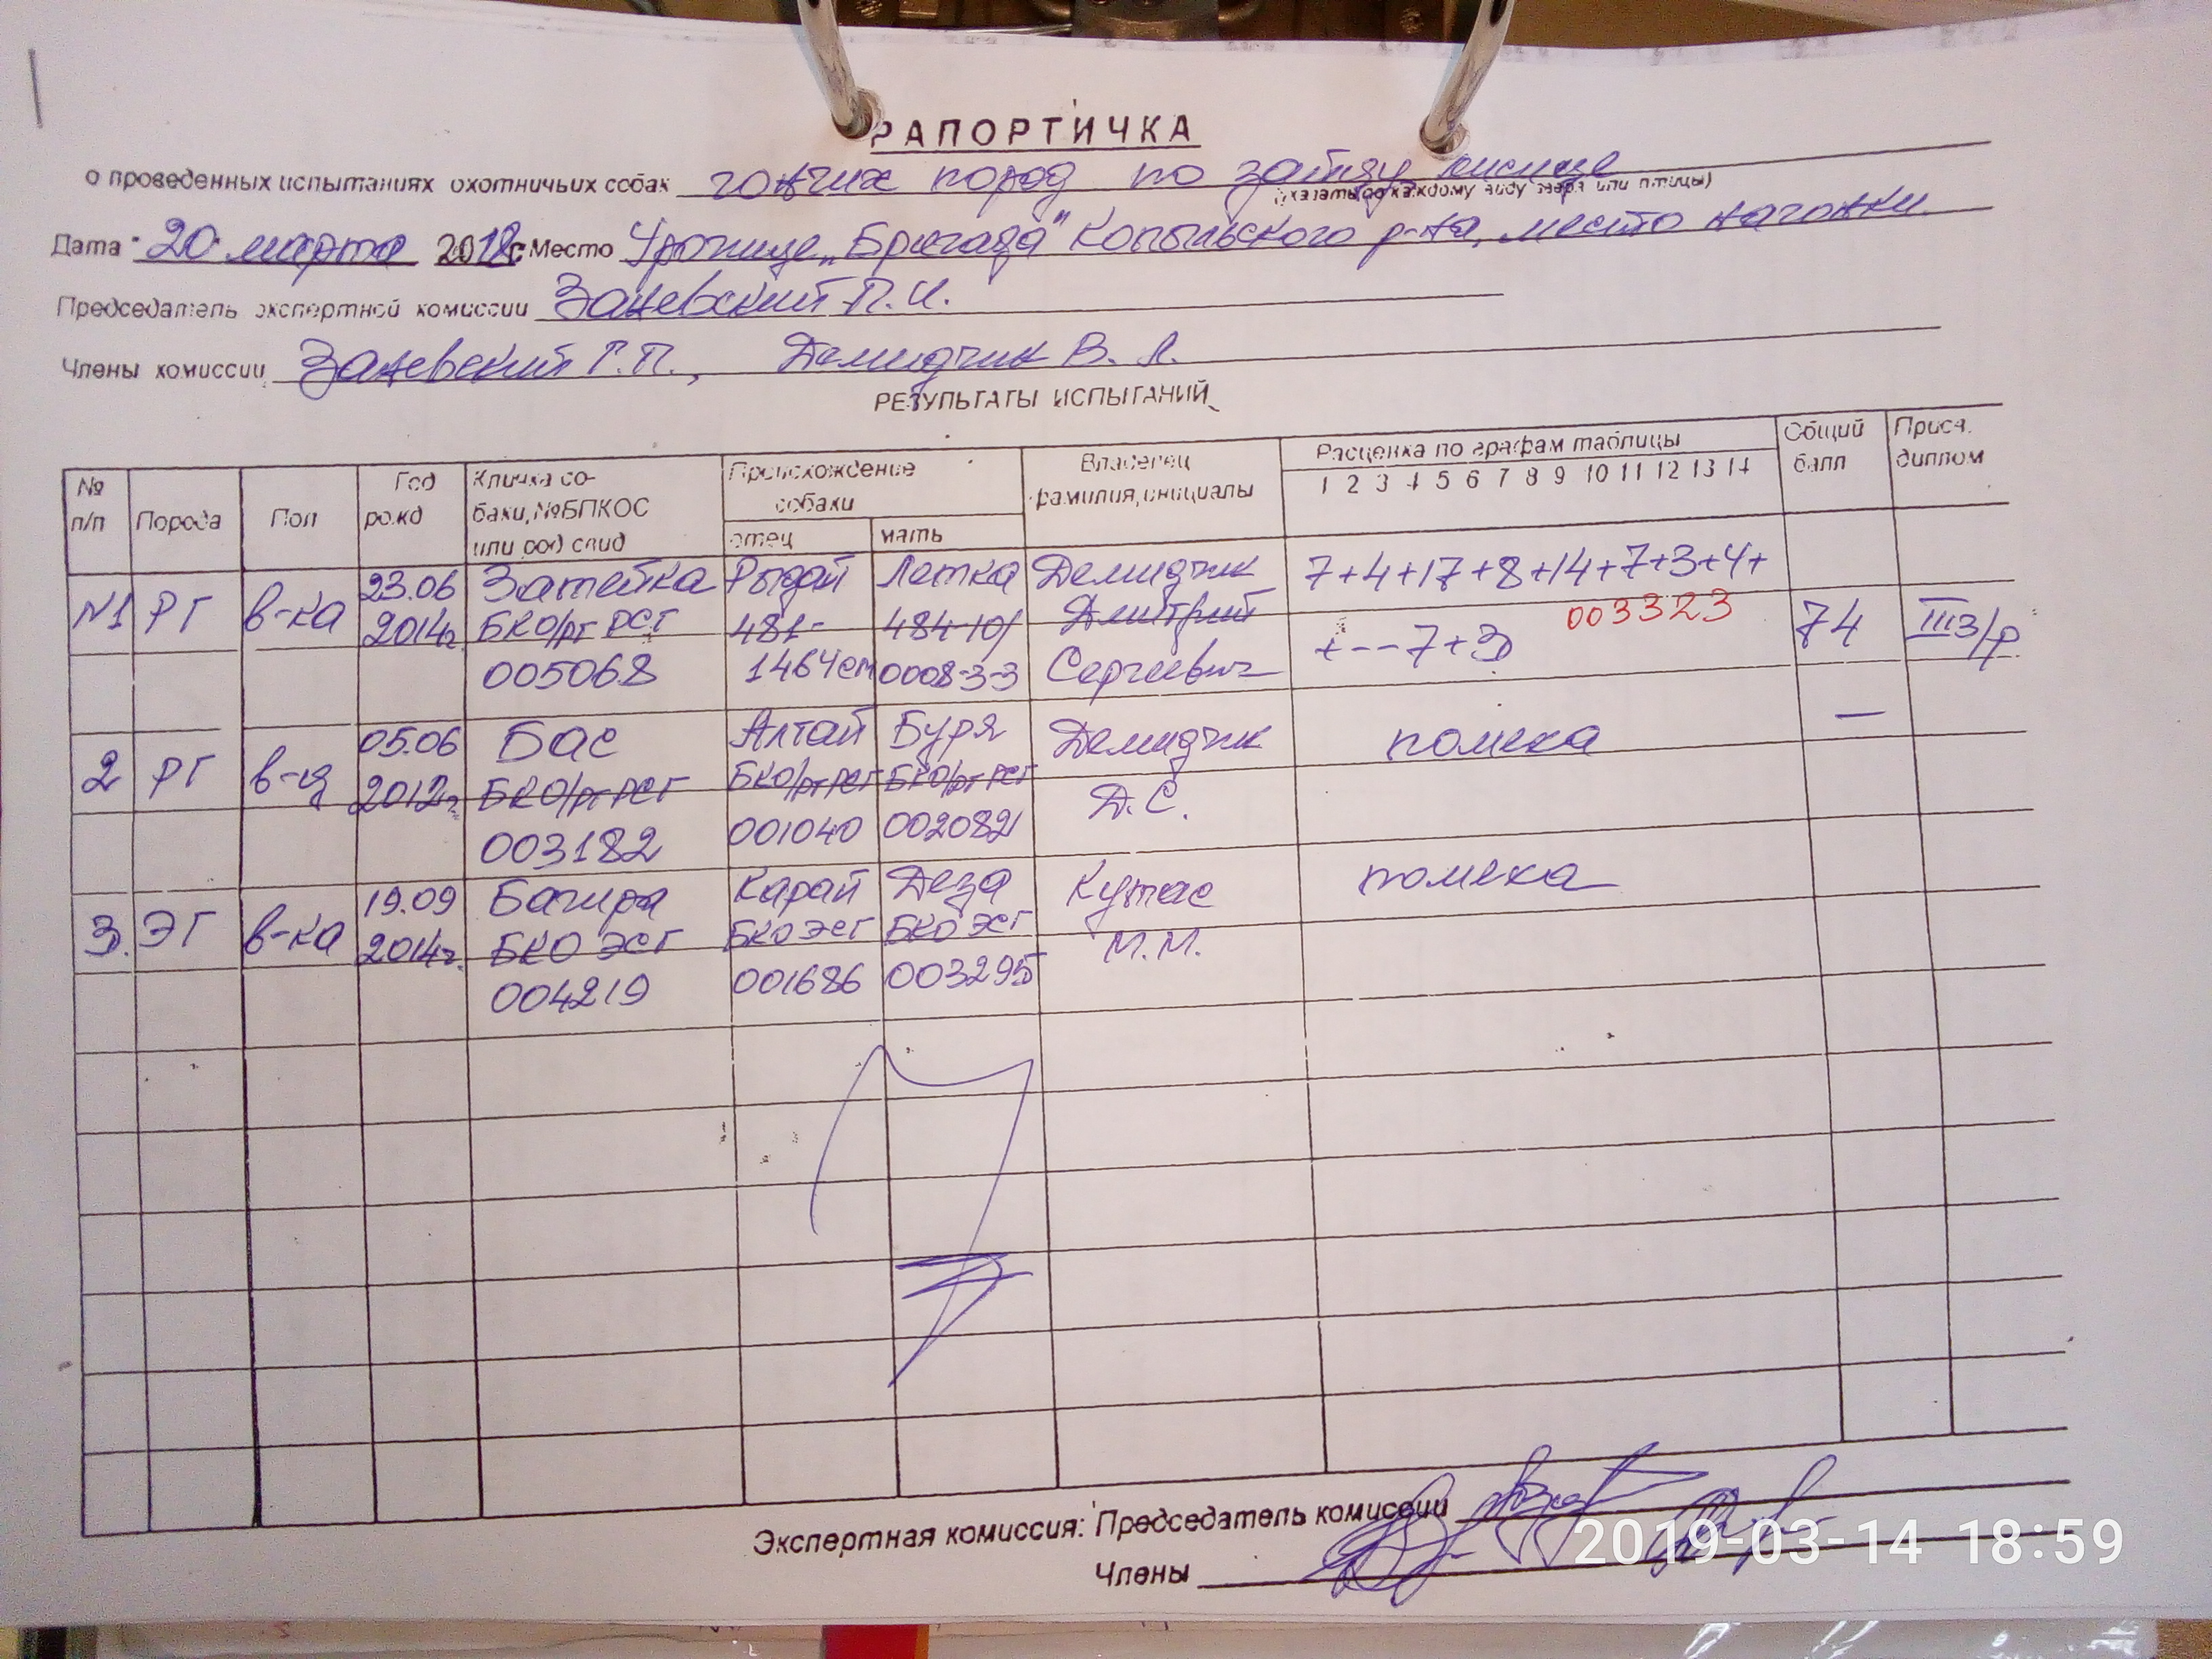 РАПОРТИЧКА
о проведенных испытаниях охотничьих собак гончих пород по зайцу, лисице
(указать по каждому виду зверя или птицы)
Дата "20" марта 2018г Место Урочище „Бригада" Копыльского р-на, место нагонки
Председатель экспертной комиссии Заневский П.И.
Члены комиссии Заневский Г.П., Демидчик В.А.
РЕЗУЛЬТАТЫ ИСПЫТАНИЙ
№ п/п Порода Пол Год рожд Кличка собаки, № БПКОС или род свид Происхождение собаки отец мать Владелец фамилия, инициалы Расценка по графам таблицы 1 2 3 4 5 6 7 8 9 10 11 12 13 14 Общий балл Прис. диплом
N1 РГ в-ка 23.06 2014г. Затейка БКО/рг РСГ 005068 Рыдай 481- 1464ем Летка 484-10/ 0008-3-3 Демидчик Дмитрий Сергеевич 7+4+17+8+14+7+3+4+ +--7+3 003323 74 III з/р
2 РГ в-ц 05.06 2012г. Бас БКО/рг РСГ 003182 Алтай БКО/рг РСГ 001040 Буря БКО/рг РСГ 002082 Демидчик Д.С. помеха —
3. ЭГ в-ка 19.09 2014г. Багира БКО ЭСГ 004219 Карай БКО ЭСГ 001686 Деза БКО ЭСГ 003295 Кутас М.М. помеха
Экспертная комиссия: Председатель комиссии
Члены
2019-03-14 18:59